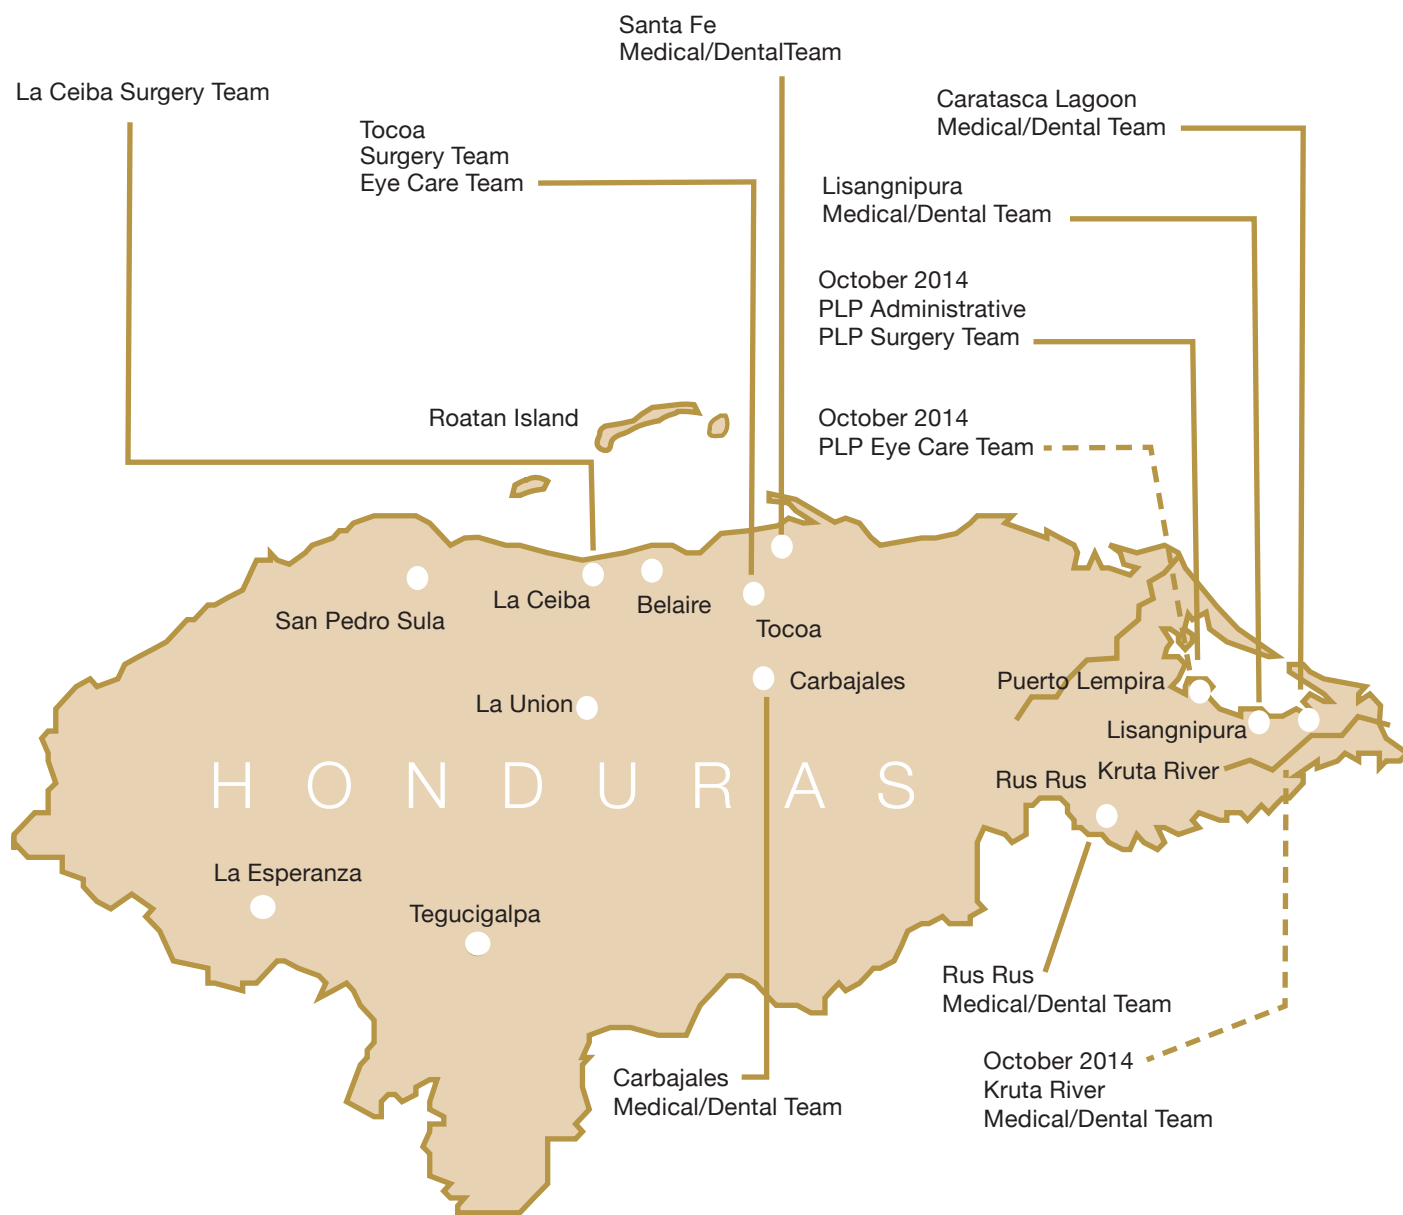 Santa Fe
Medical/DentalTeam
La Ceiba Surgery Team
Caratasca Lagoon
Medical/Dental Team
Tocoa
Surgery Team
Eye Care Team
Lisangnipura
Medical/Dental Team
October 2014
PLP Administrative
PLP Surgery Team
Roatan Island
October 2014
PLP Eye Care Team
San Pedro Sula
La Ceiba
Belaire
Tocoa
Carbajales
Puerto Lempira
La Union
Lisangnipura
HONDURAS
Rus Rus
Kruta River
La Esperanza
Tegucigalpa
Rus Rus
Medical/Dental Team
October 2014
Kruta River
Medical/Dental Team
Carbajales
Medical/Dental Team